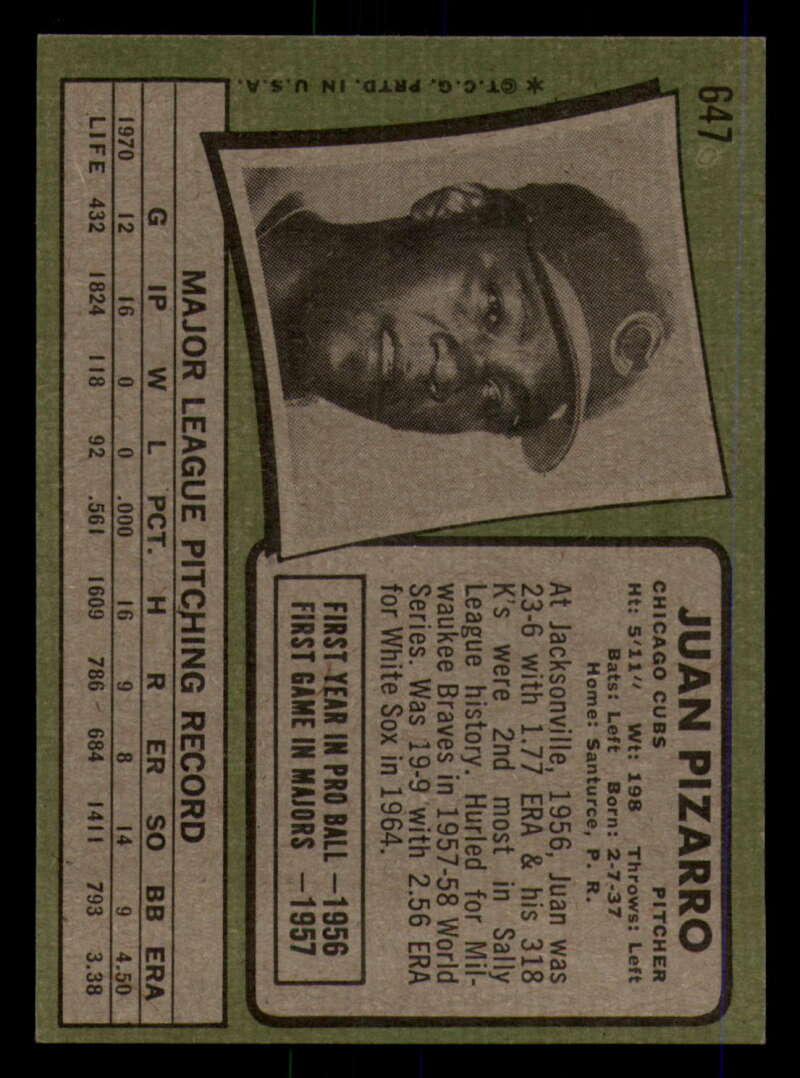 647
*©T.C.G. PRTD. IN U.S.A.
JUAN PIZARRO
CHICAGO CUBS PITCHER
Ht: 5'11" Wt: 198 Throws: Left
Bats: Left Born: 2-7-37
Home: Santurce, P. R.
At Jacksonville, 1956, Juan was
23-6 with 1.77 ERA & his 318
K's were 2nd most in Sally
League history. Hurled for Mil-
waukee Braves in 1957-58 World
Series. Was 19-9 with 2.56 ERA
for White Sox in 1964.
FIRST YEAR IN PRO BALL —1956
FIRST GAME IN MAJORS —1957
MAJOR LEAGUE PITCHING RECORD
G IP W L PCT. H R ER SO BB ERA
1970 12 16 0 0 .000 16 9 8 14 9 4.50
LIFE 432 1824 118 92 .561 1609 786 684 1411 793 3.38